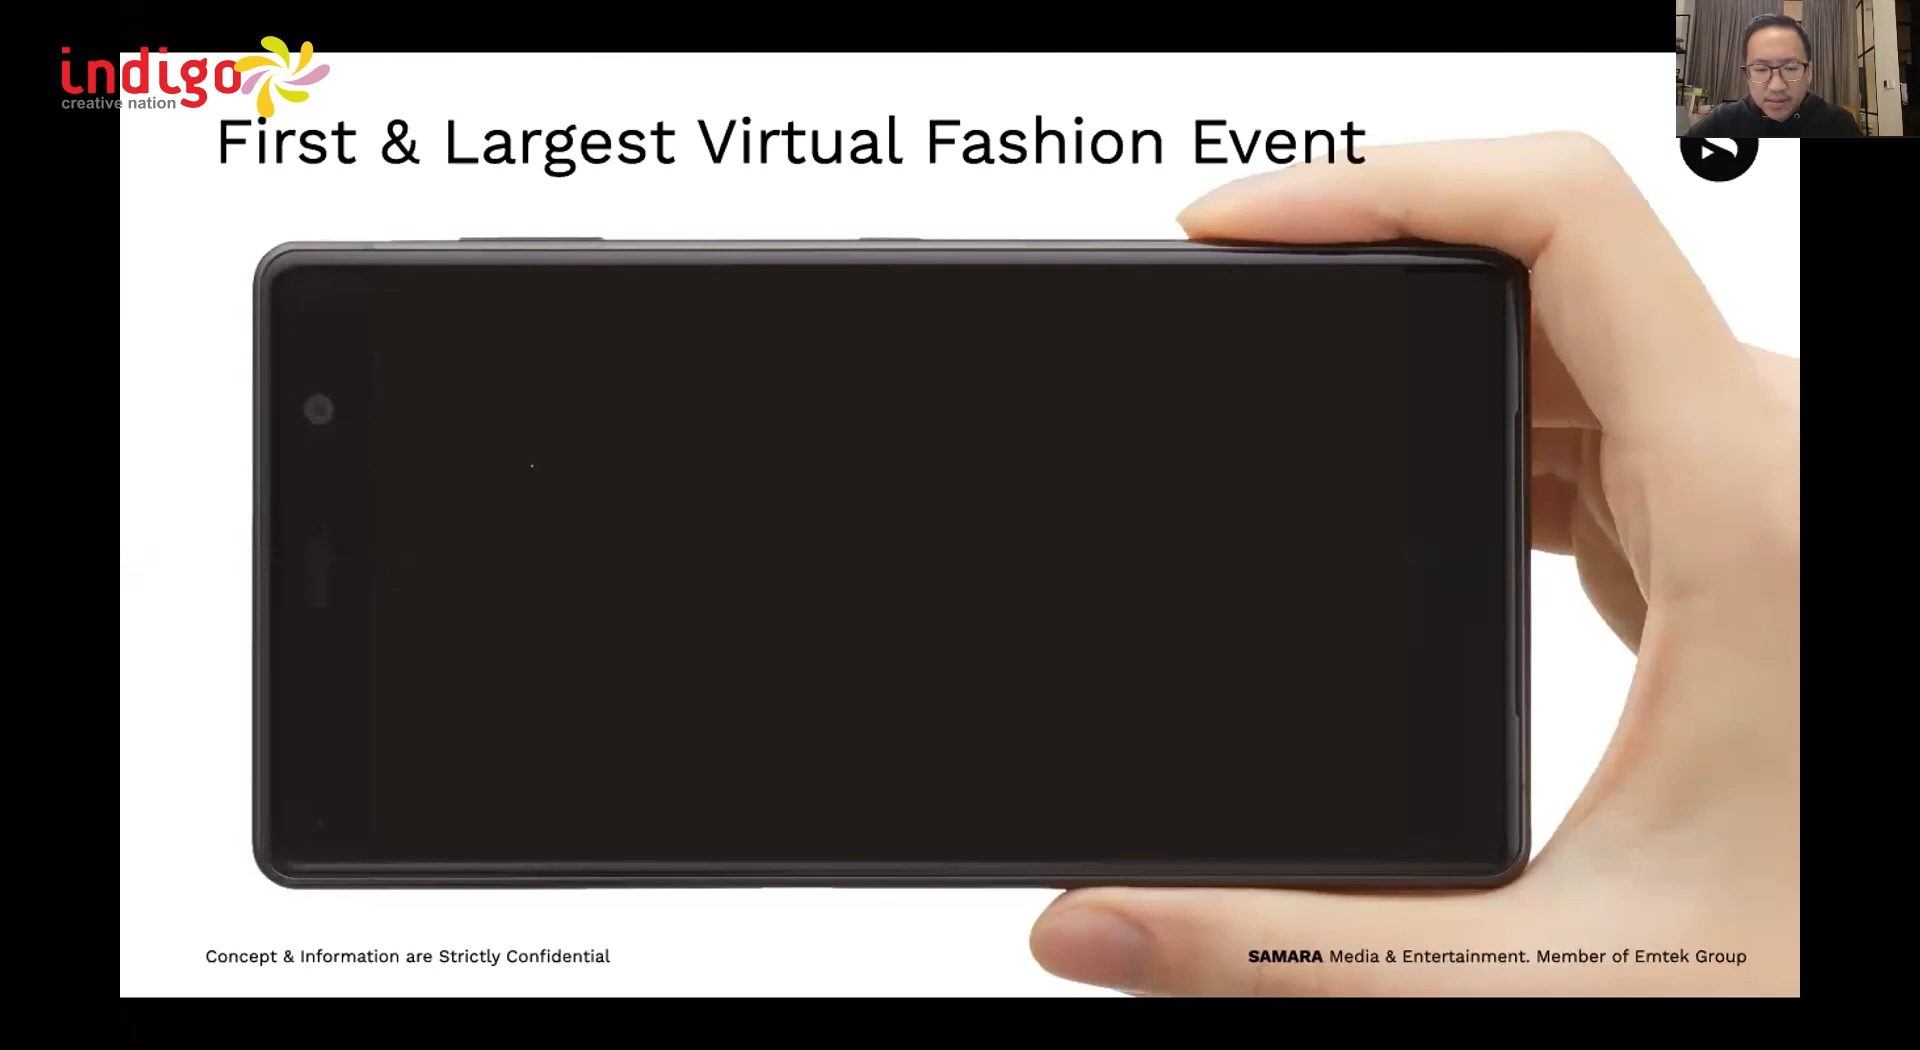 indigo
creative nation
First & Largest Virtual Fashion Event
Concept & Information are Strictly Confidential
SAMARA Media & Entertainment. Member of Emtek Group